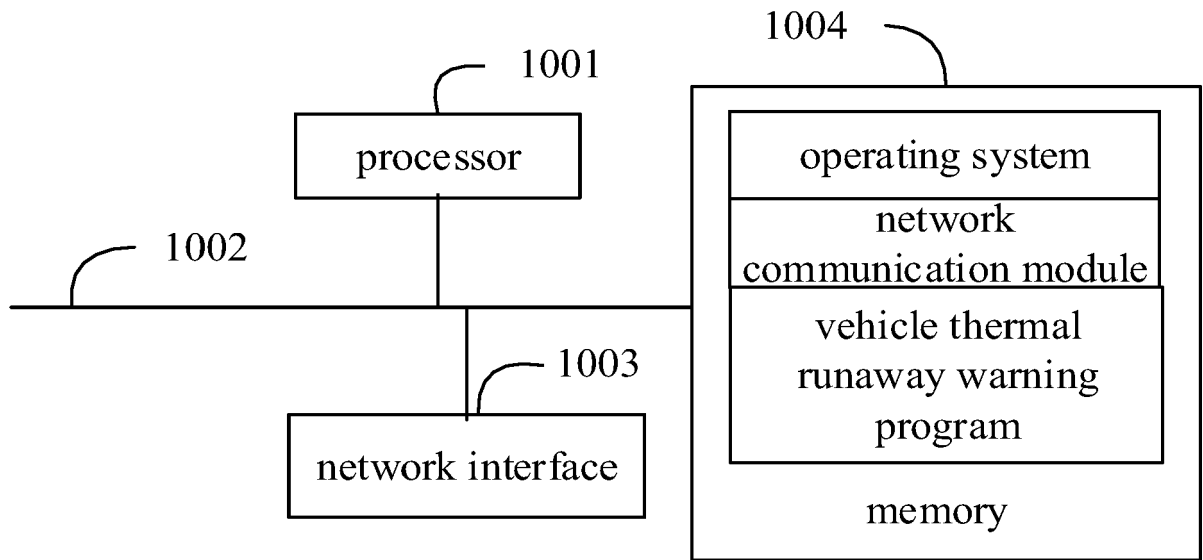 1004
1001
processor
operating system
network
communication module
1002
vehicle thermal
runaway warning
program
1003
network interface
memory